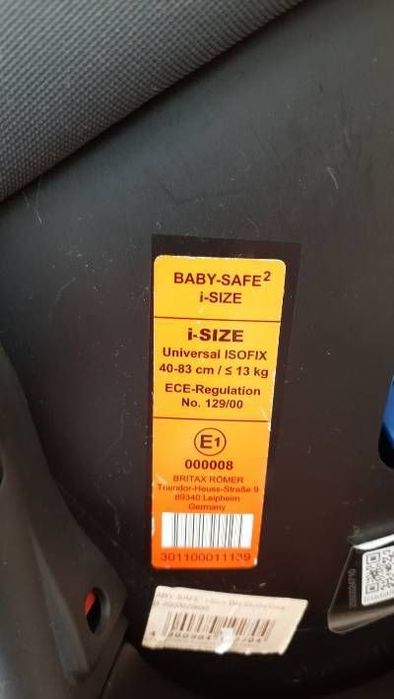 BABY-SAFE²
i-SIZE
i-SIZE
Universal ISOFIX
40-83 cm / ≤ 13 kg
ECE-Regulation
No. 129/00
E1
000008
BRITAX RÖMER
Theodor-Heuss-Straße 9
89340 Leipheim
Germany
301100011139